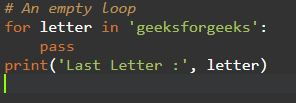 # An empty loop
for letter in 'geeksforgeeks':
    pass
print('Last Letter :', letter)